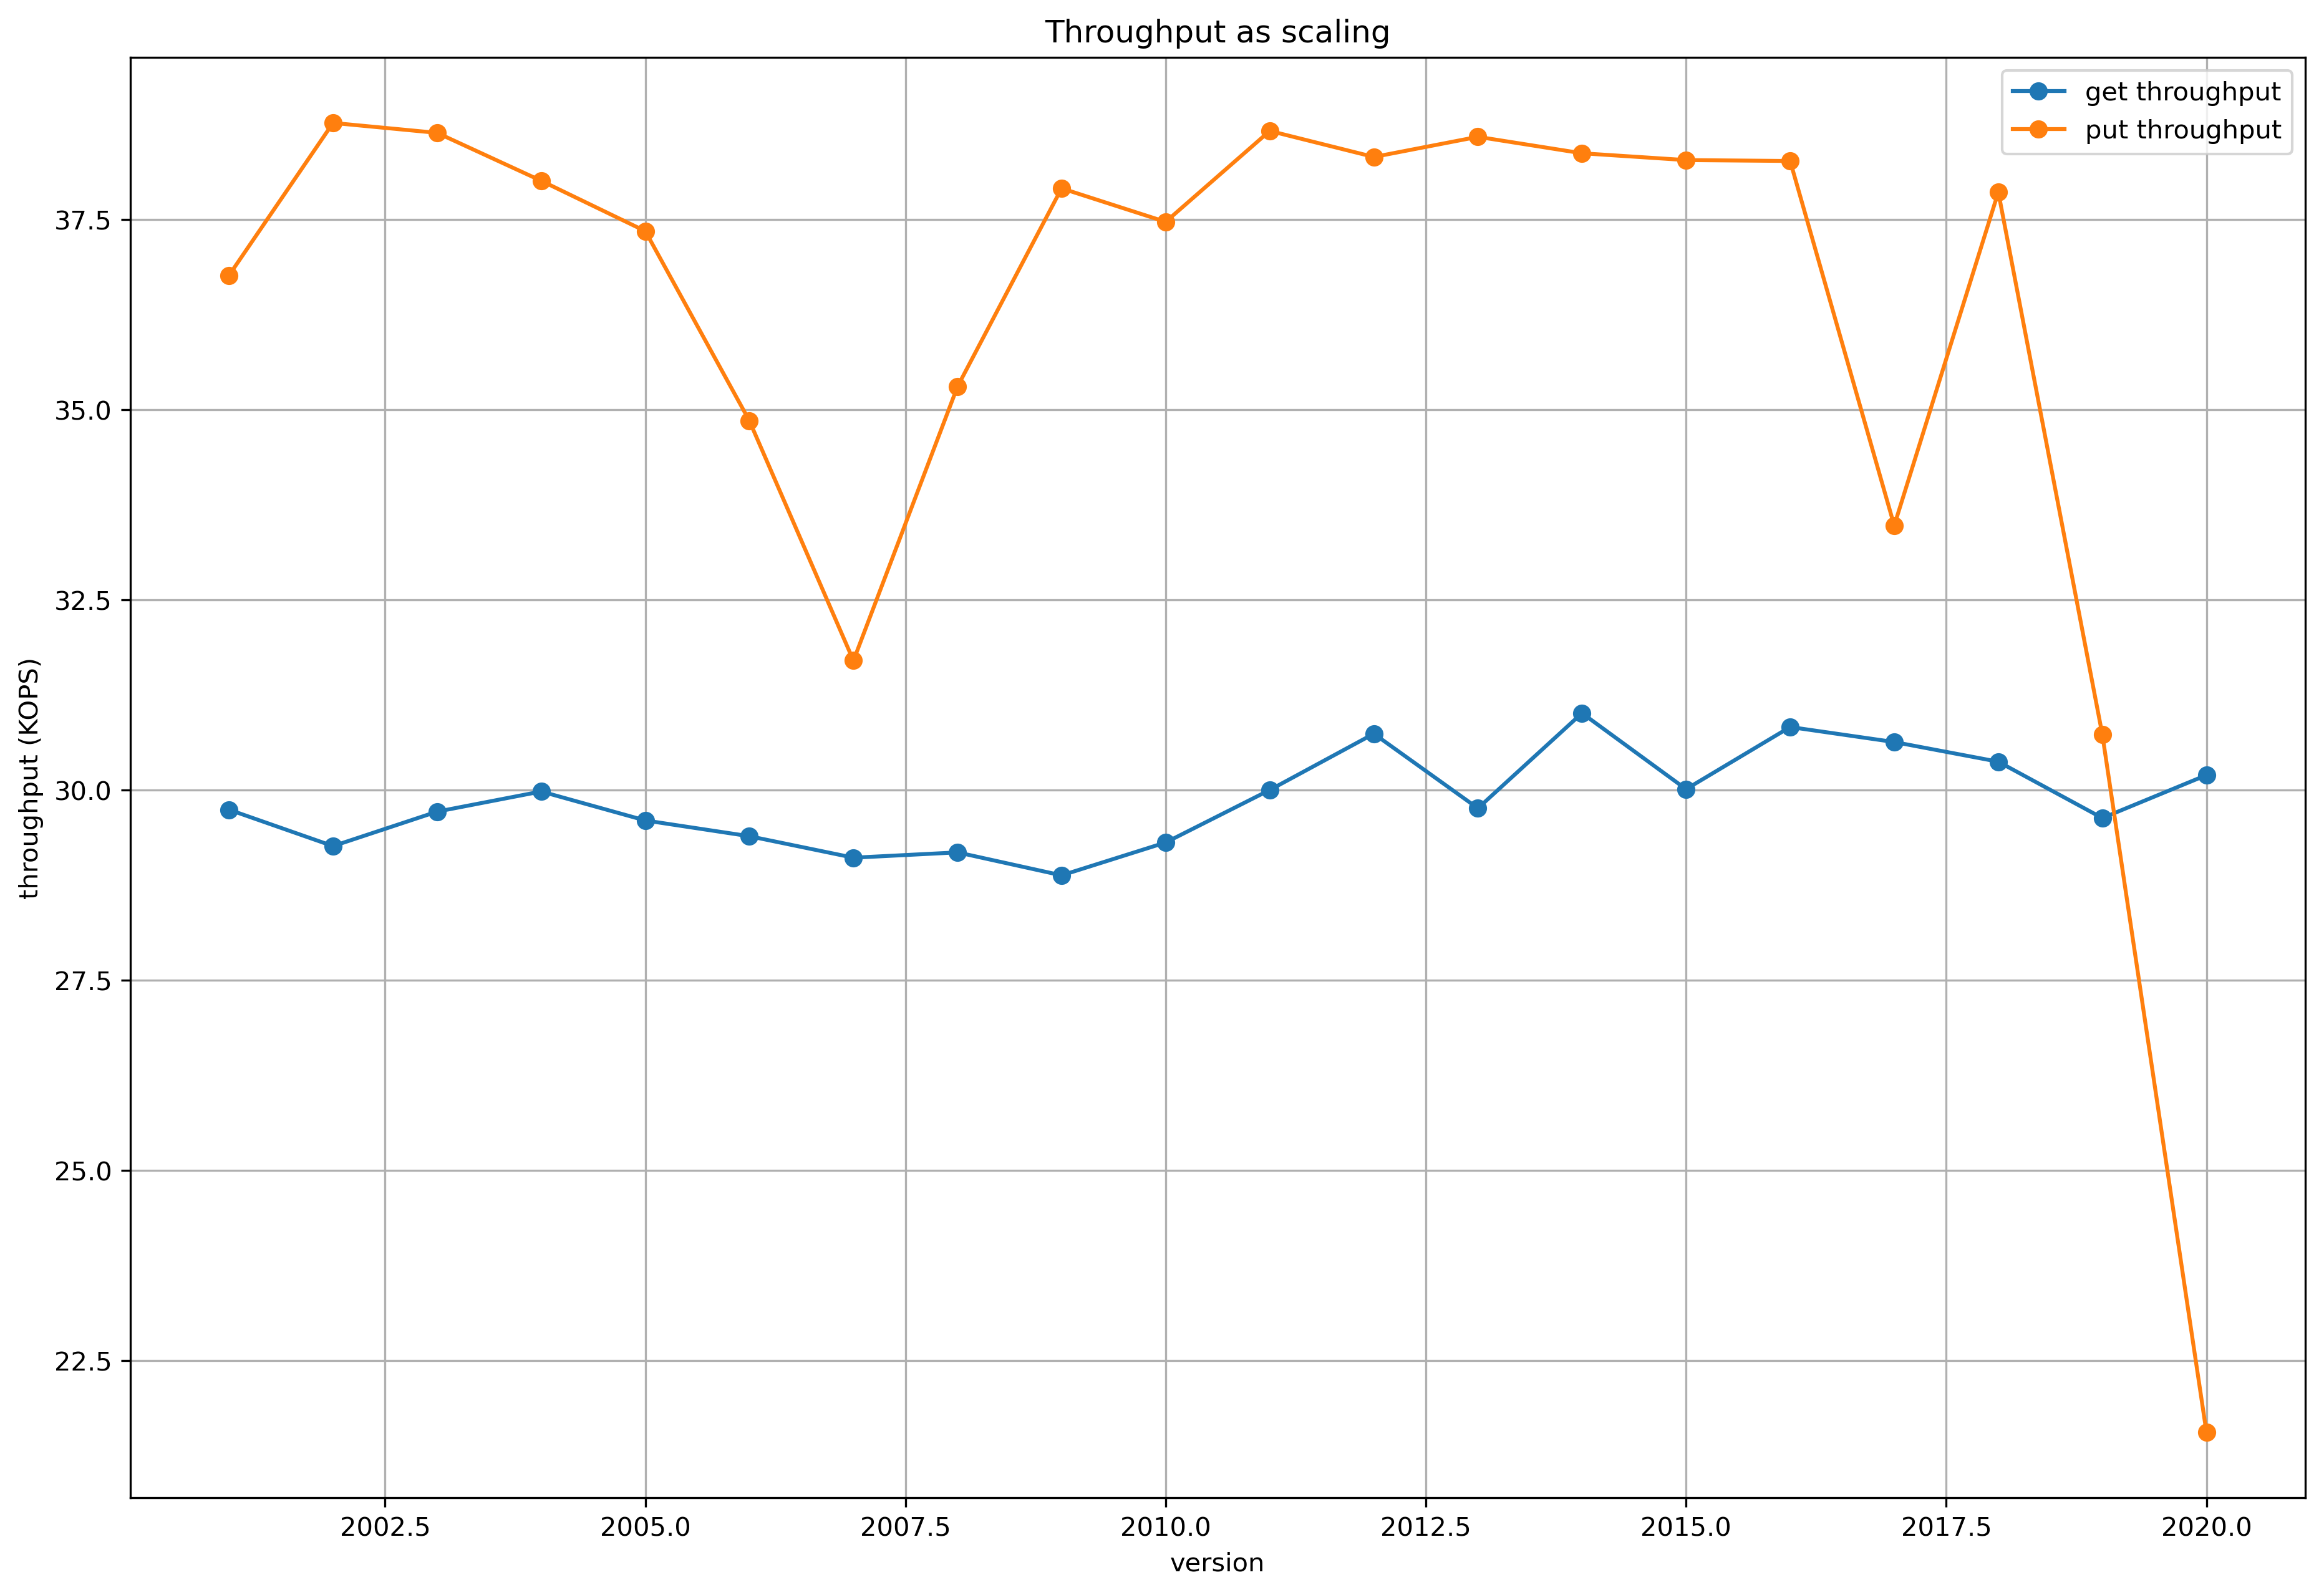 Throughput as scaling
get throughput
put throughput
throughput (KOPS)
37.5
35.0
32.5
30.0
27.5
25.0
22.5
2002.5 2005.0 2007.5 2010.0 2012.5 2015.0 2017.5 2020.0
version